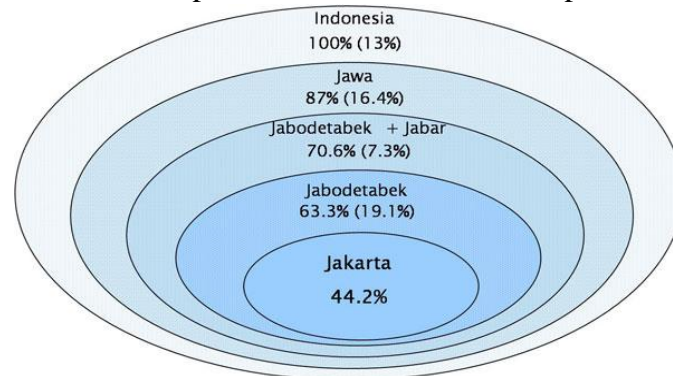 Indonesia
100% (13%)
Jawa
87% (16.4%)
Jabodetabek + Jabar
70.6% (7.3%)
Jabodetabek
63.3% (19.1%)
Jakarta
44.2%